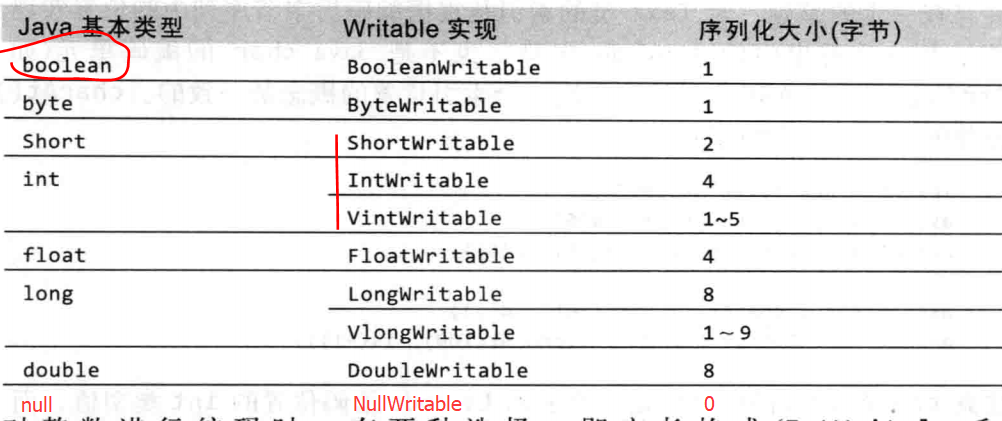 Java 基本类型 Writable 实现 序列化大小(字节)
boolean BooleanWritable 1
byte ByteWritable 1
Short ShortWritable 2
int IntWritable 4
VintWritable 1~5
float FloatWritable 4
long LongWritable 8
VlongWritable 1～9
double DoubleWritable 8
null NullWritable 0